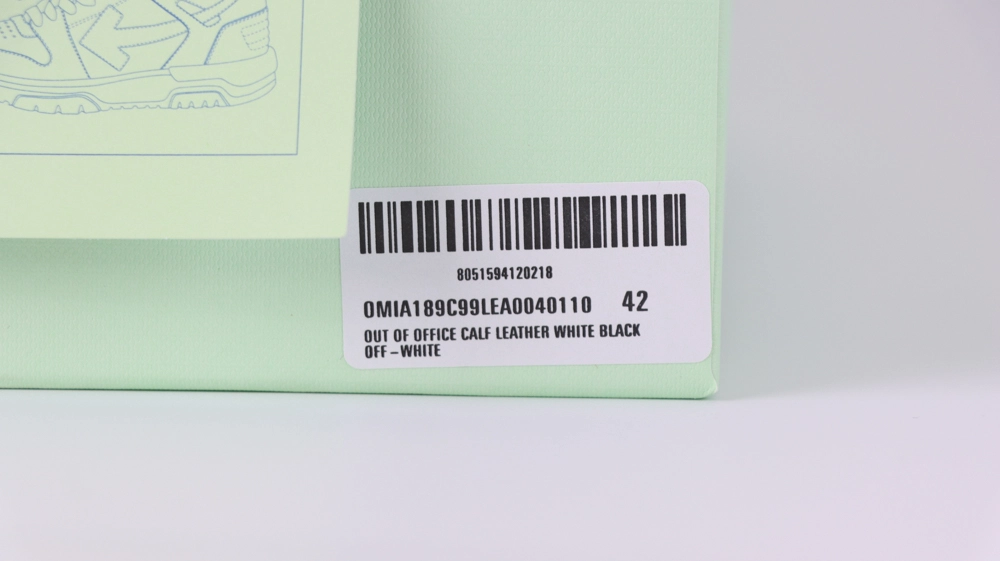 8051594120218
OMIA189C99LEA0040110 42
OUT OF OFFICE CALF LEATHER WHITE BLACK
OFF-WHITE